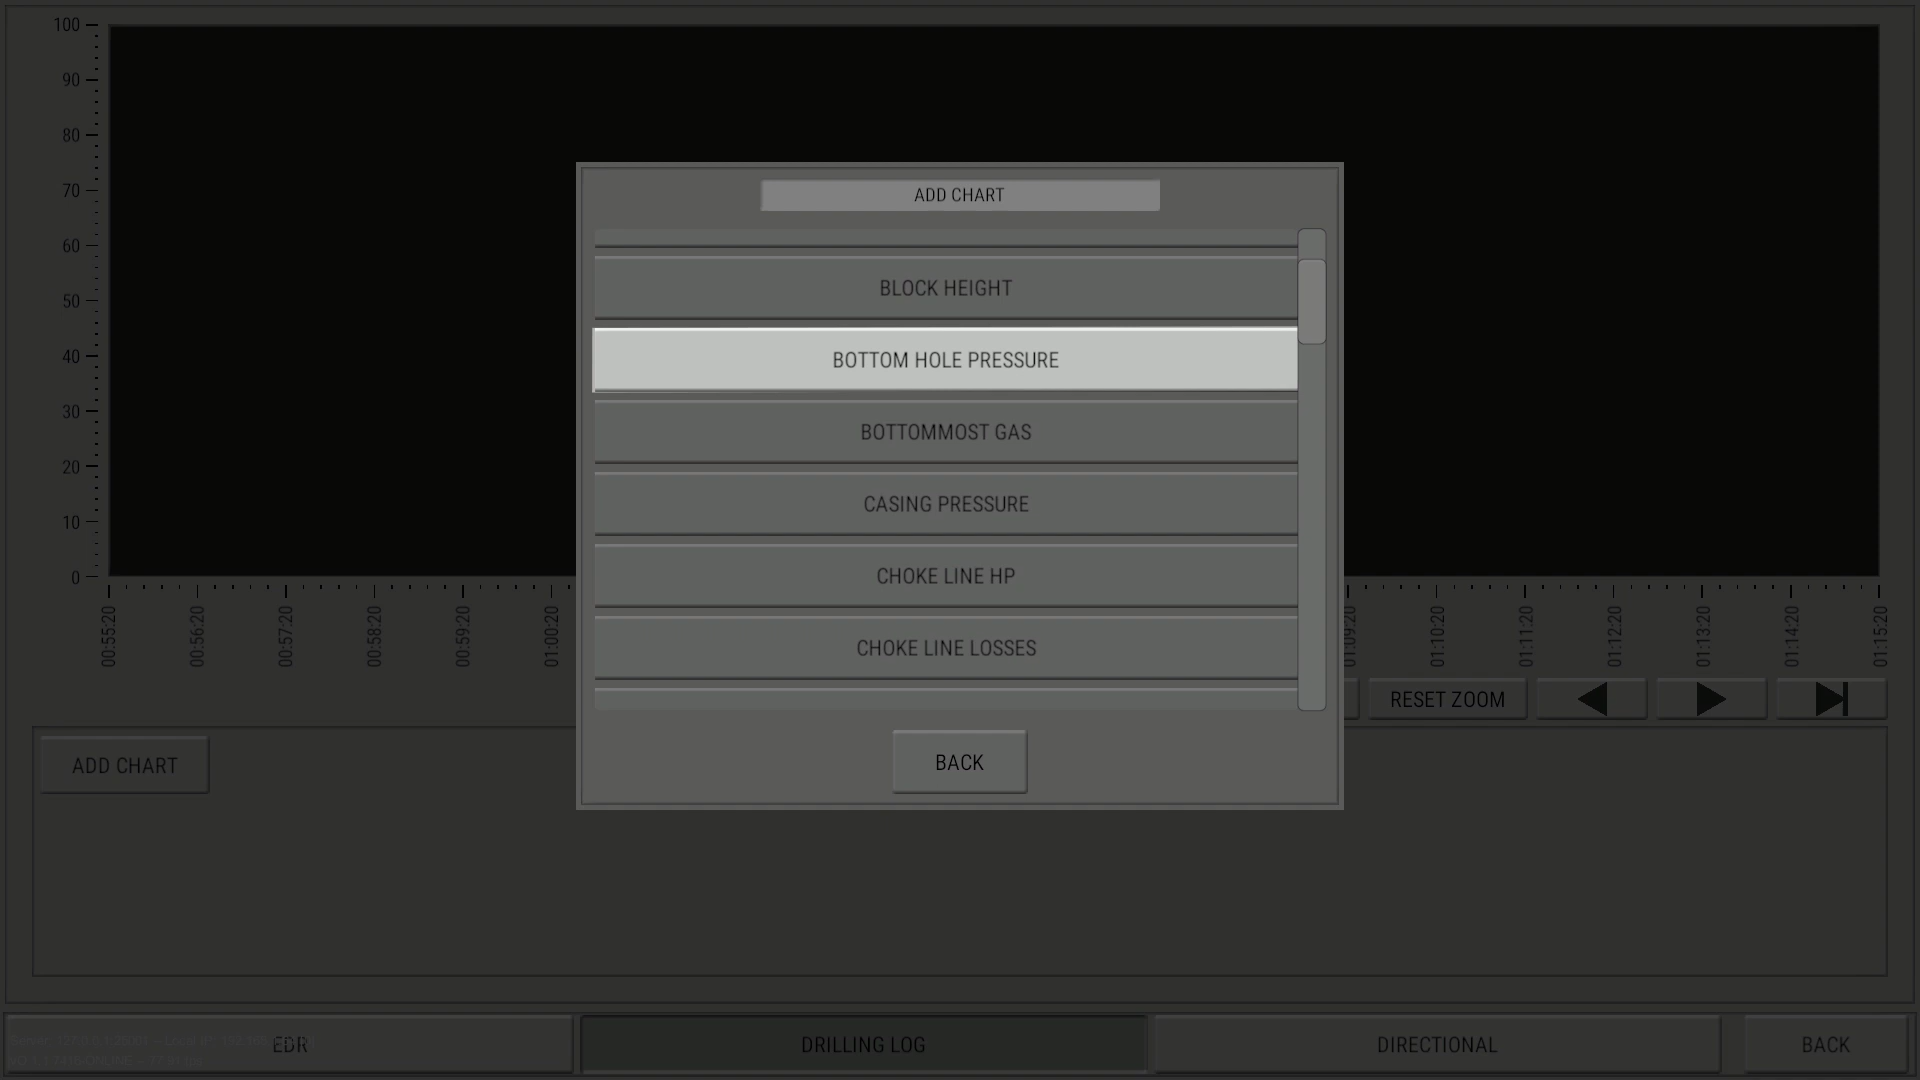 100
90
80
70
60
50
40
30
20
10
0
00:55:20
00:56:20
00:57:20
00:58:20
00:59:20
01:00:20
01:09:20
01:10:20
01:11:20
01:12:20
01:13:20
01:14:20
01:15:20
ADD CHART
BLOCK HEIGHT
BOTTOM HOLE PRESSURE
BOTTOMMOST GAS
CASING PRESSURE
CHOKE LINE HP
CHOKE LINE LOSSES
BACK
RESET ZOOM
ADD CHART
EDR
DRILLING LOG
DIRECTIONAL
BACK